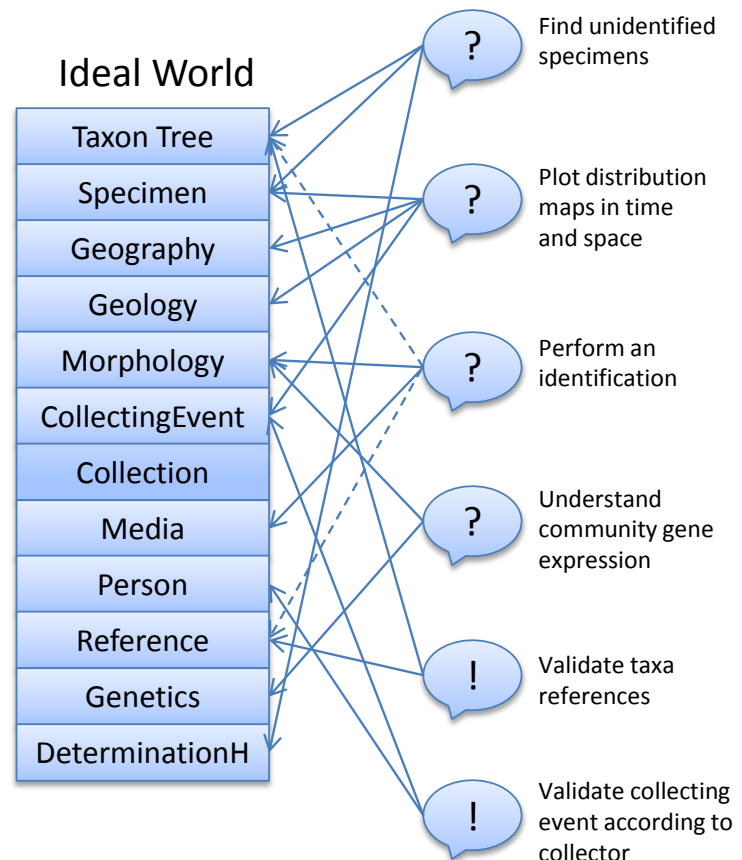 Ideal World
Taxon Tree
Specimen
Geography
Geology
Morphology
CollectingEvent
Collection
Media
Person
Reference
Genetics
DeterminationH
?
Find unidentified
specimens
?
Plot distribution
maps in time
and space
?
Perform an
identification
?
Understand
community gene
expression
!
Validate taxa
references
!
Validate collecting
event according to
collector